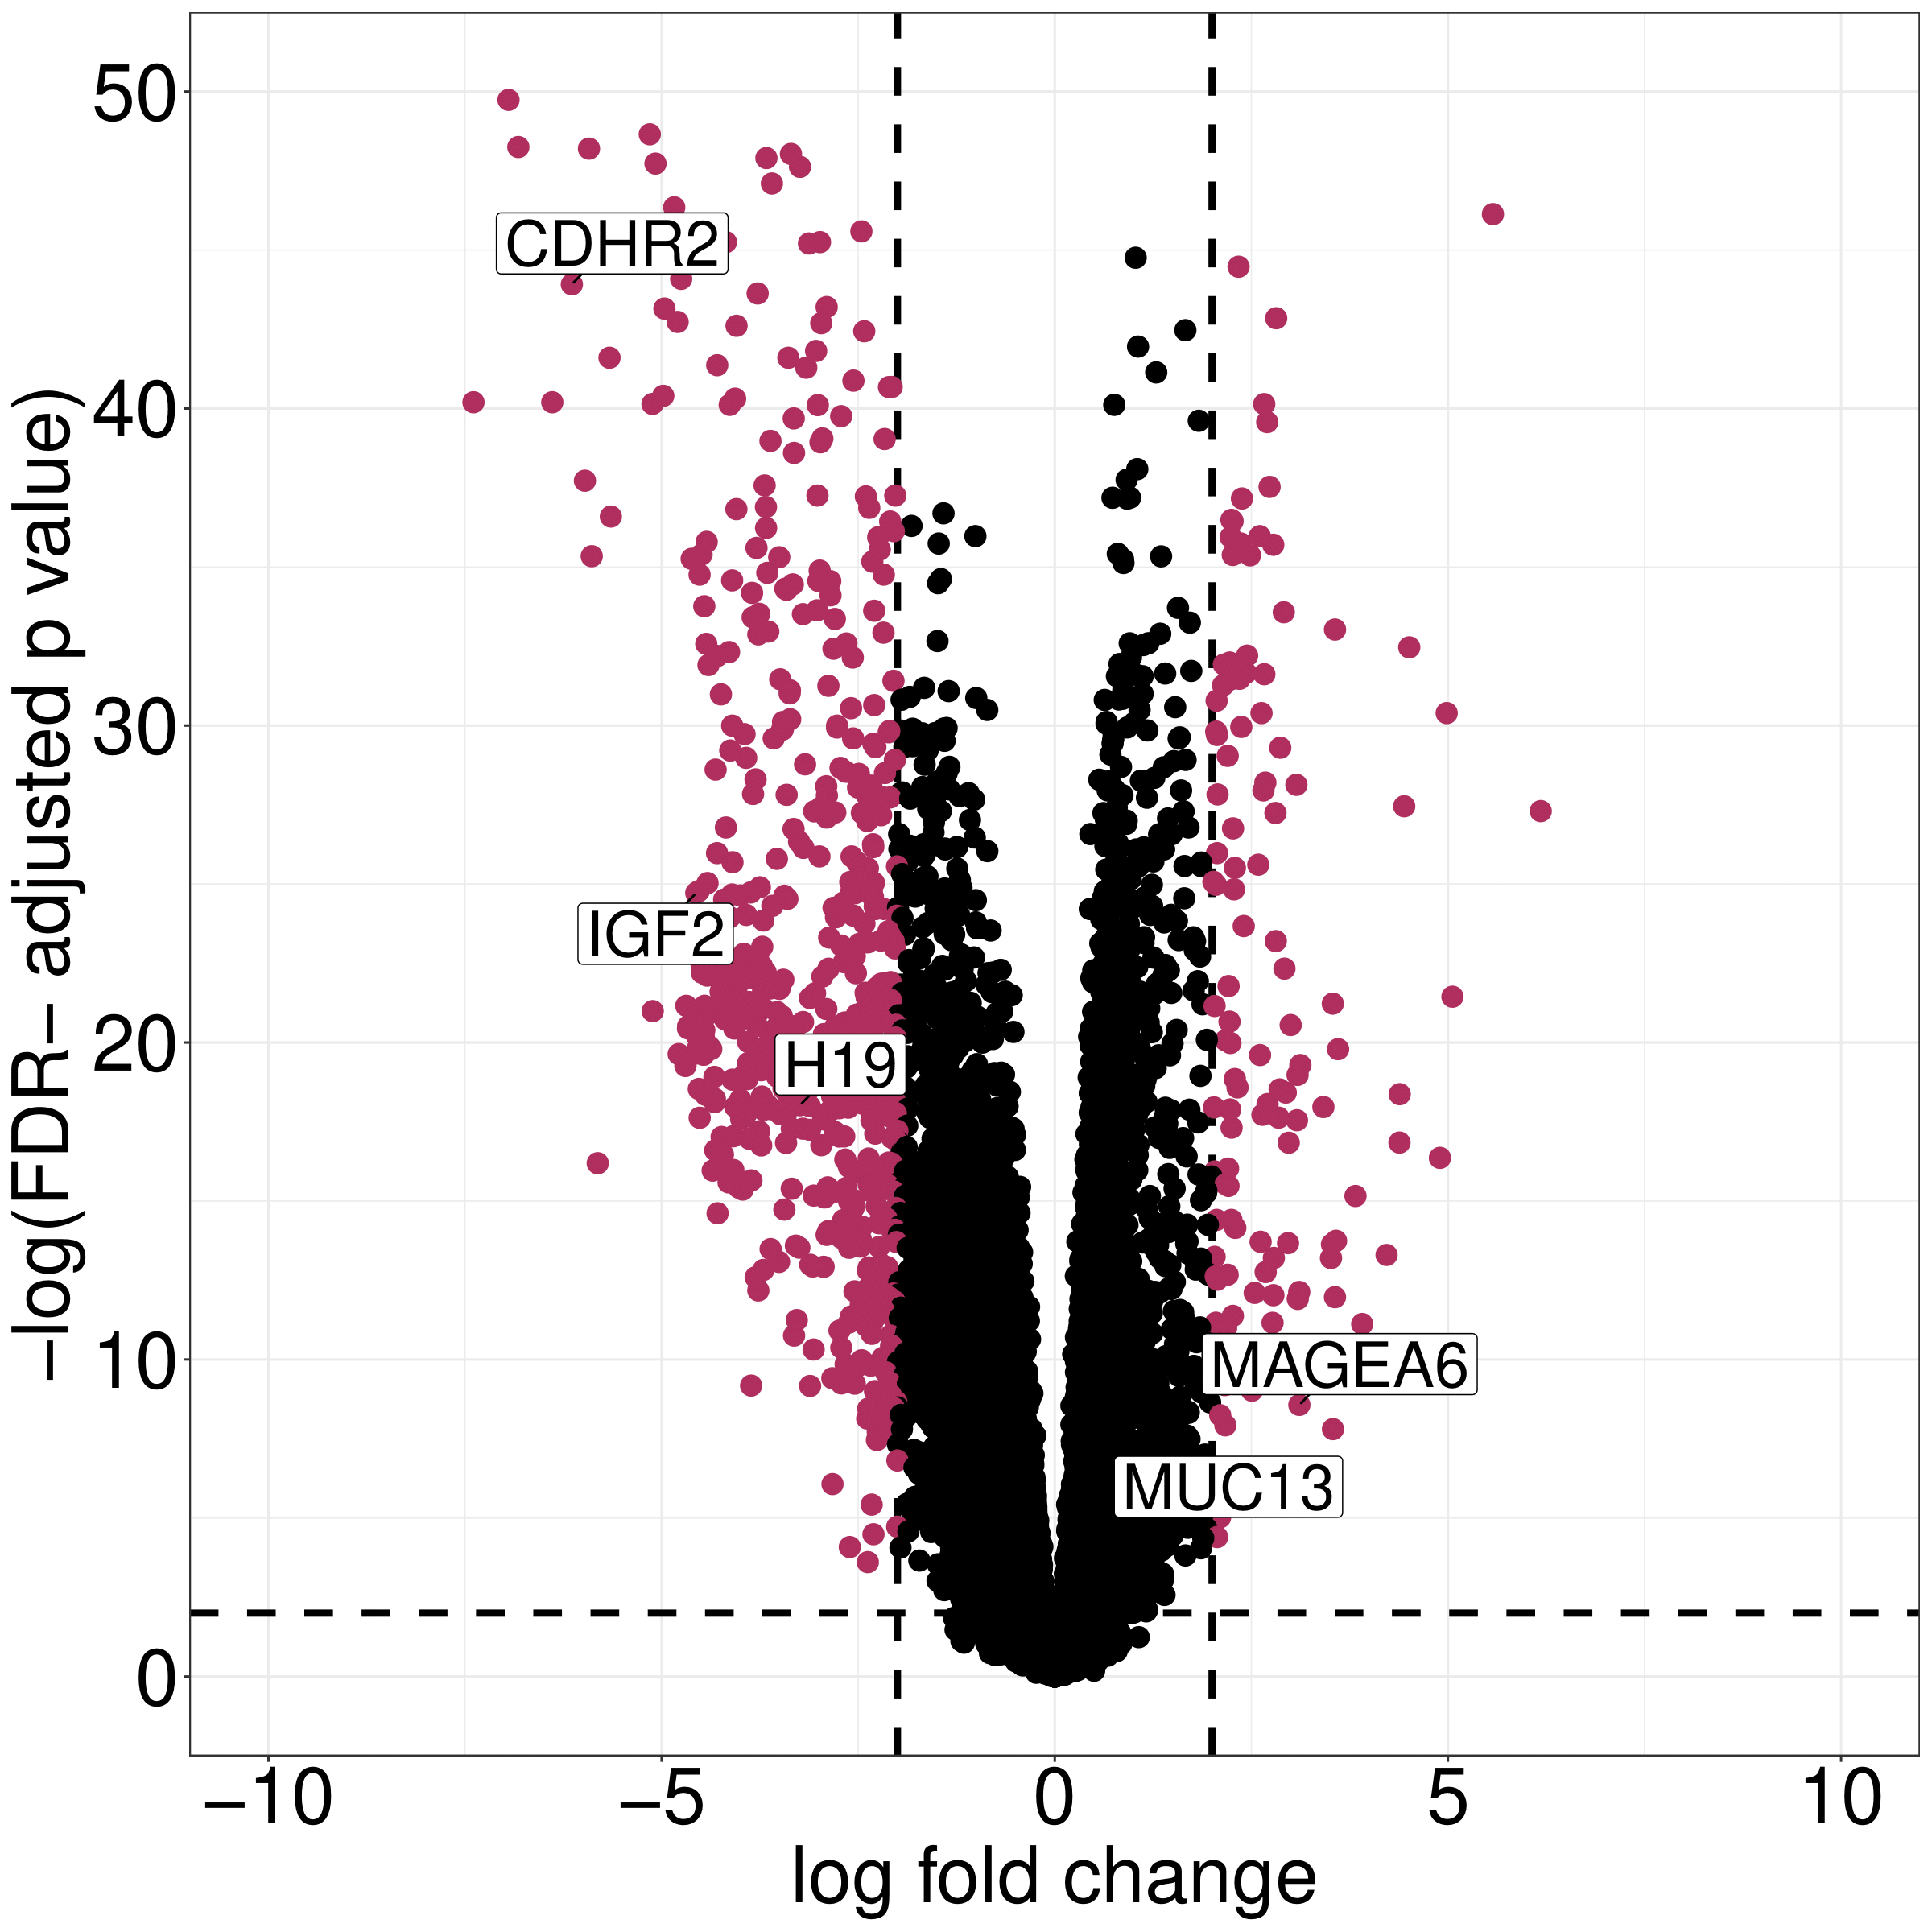 50
40
30
20
10
0
−log(FDR− adjusted p value)
CDHR2
IGF2
H19
MAGEA6
MUC13
−10 −5 0 5 10
log fold change